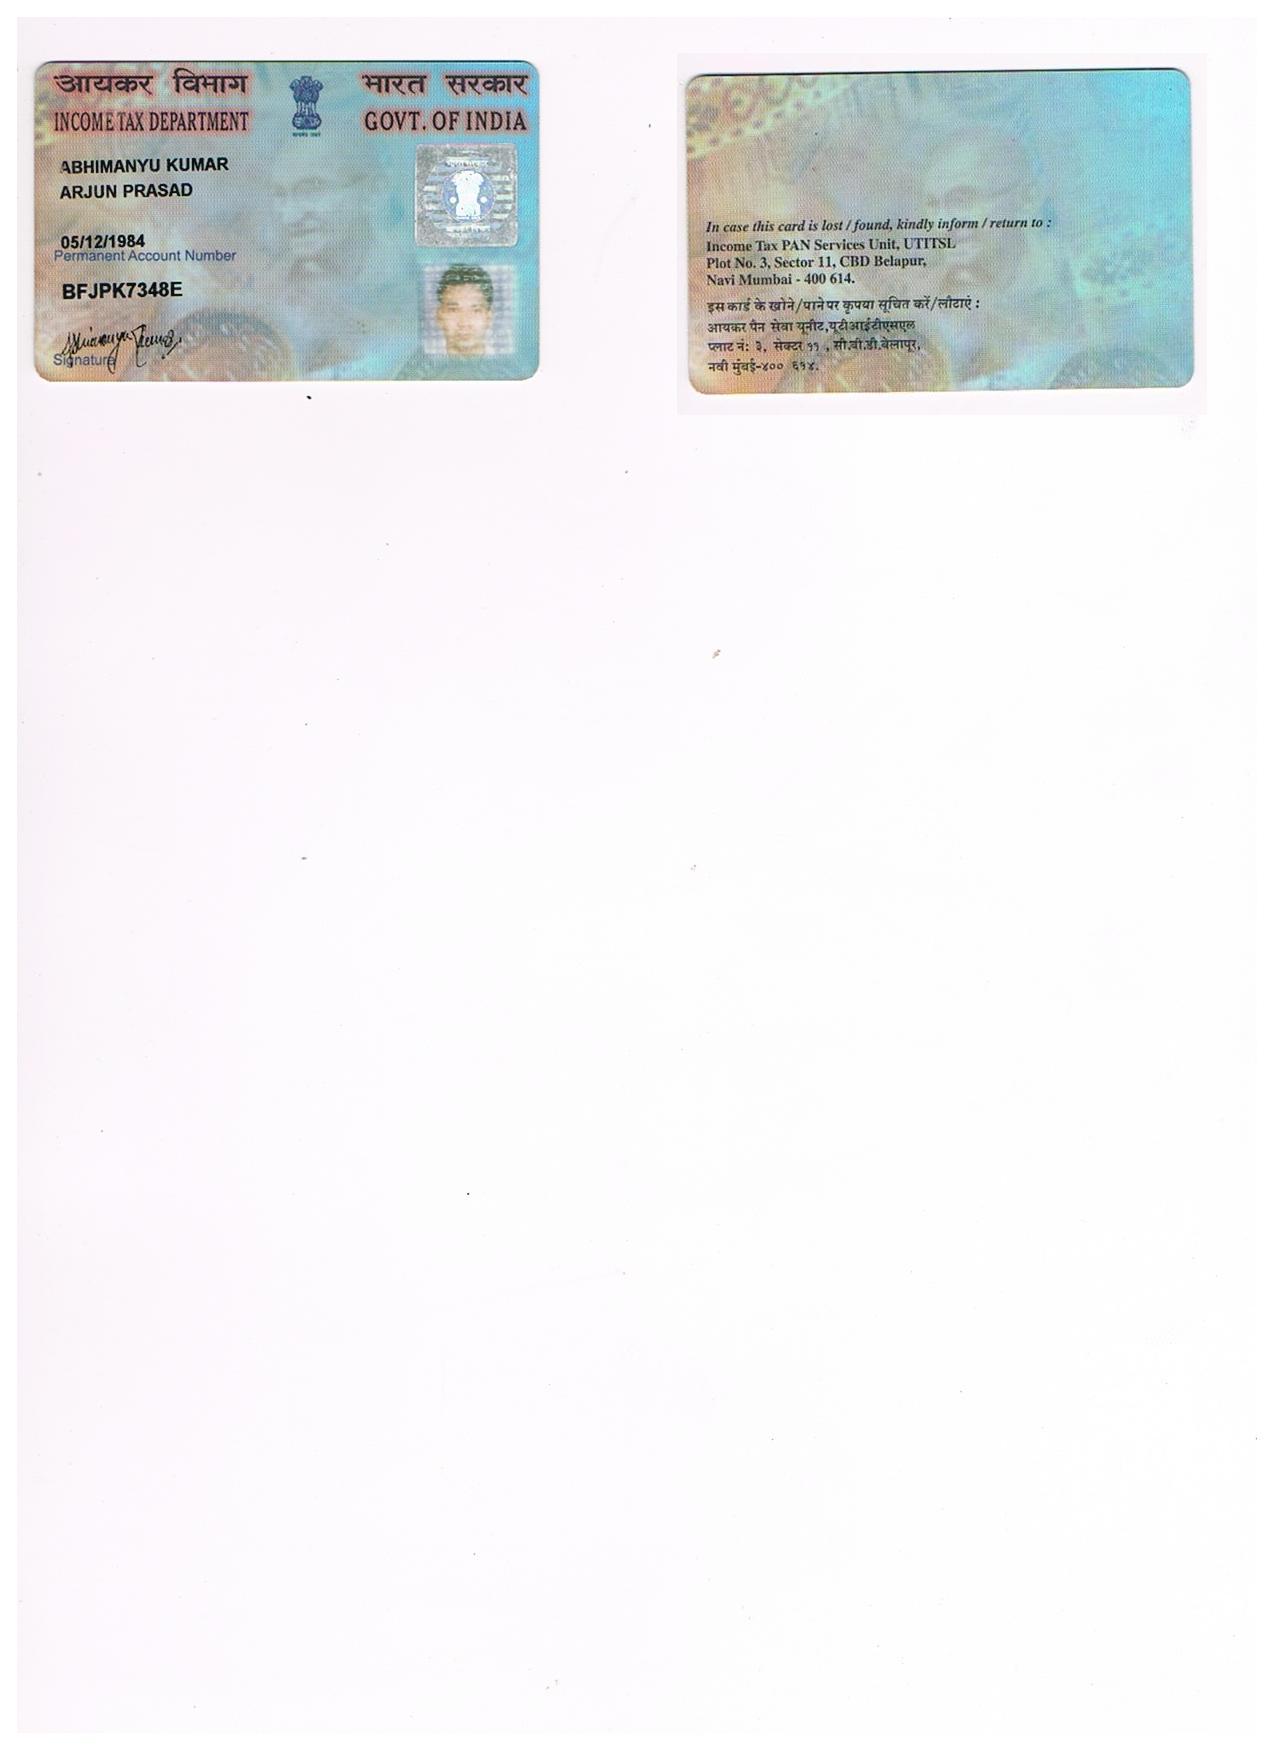 आयकर विभाग
INCOME TAX DEPARTMENT
भारत सरकार
GOVT. OF INDIA
ABHIMANYU KUMAR
ARJUN PRASAD
05/12/1984
Permanent Account Number
BFJPK7348E
Signature
In case this card is lost / found, kindly inform / return to :
Income Tax PAN Services Unit, UTITSL
Plot No. 3, Sector 11, CBD Belapur,
Navi Mumbai - 400 614.
इस कार्ड के खोने/पाने पर कृपया सूचित करें/लौटाएं :
आयकर पैन सेवा यूनीट, यूटीआईटीएसएल
प्लाट नं: ३, सेक्टर ११ , सी.बी.डी.बेलापूर,
नवी मुंबई-४०० ६१४.